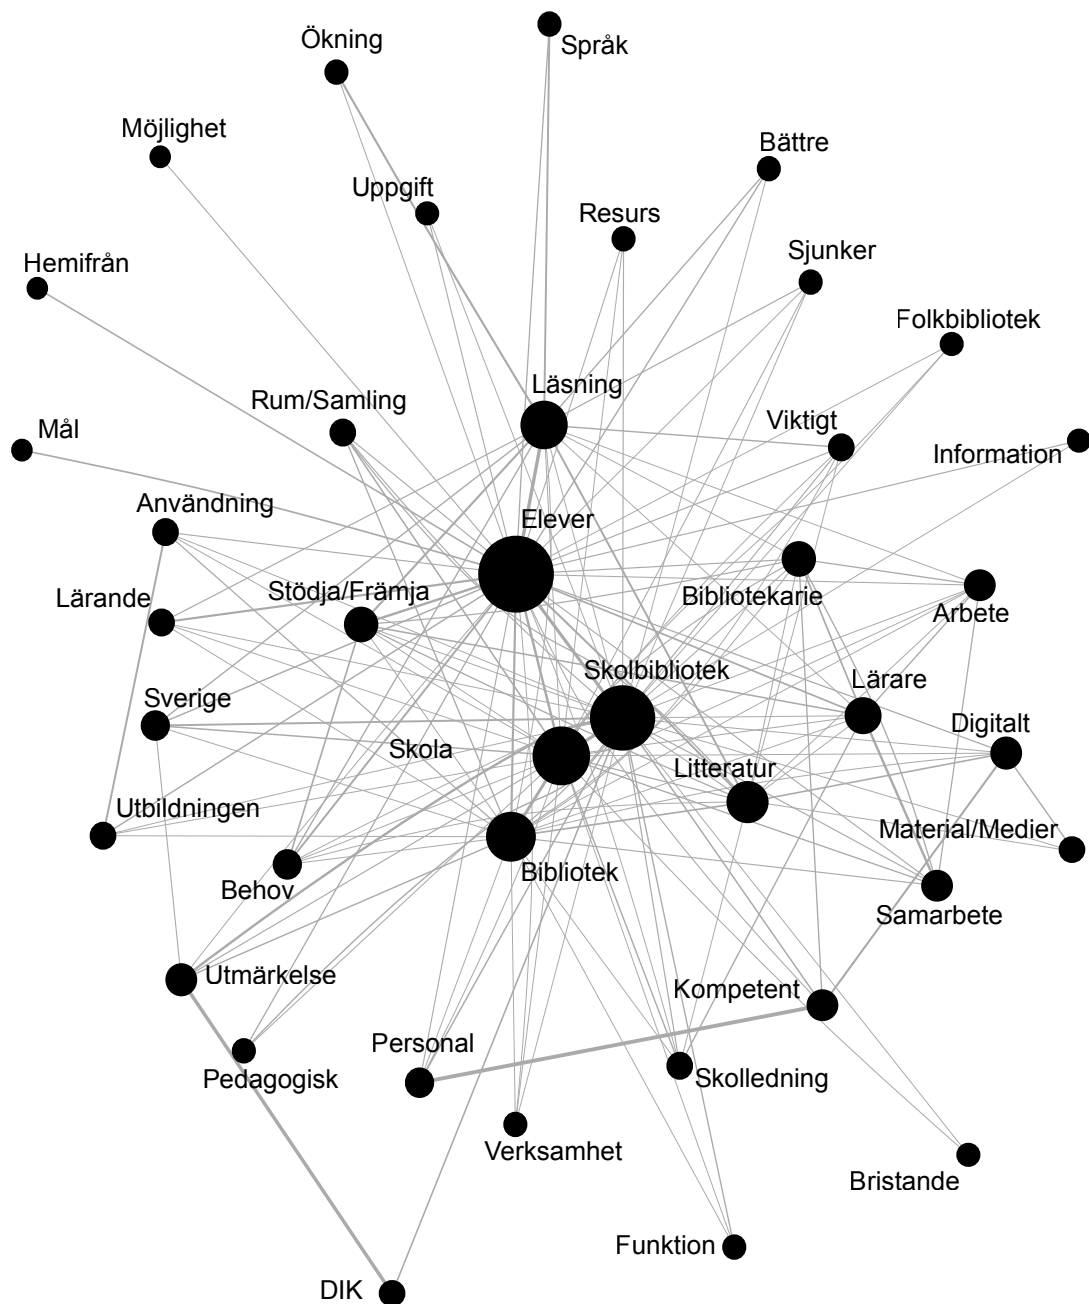 Ökning
Språk
Möjlighet
Bättre
Uppgift
Resurs
Sjunker
Hemifrån
Folkbibliotek
Läsning
Rum/Samling
Viktigt
Mål
Information
Användning
Elever
Bibliotekarie
Lärande
Stödja/Främja
Arbete
Skolbibliotek
Lärare
Sverige
Digitalt
Skola
Litteratur
Utbildningen
Material/Medier
Bibliotek
Behov
Samarbete
Utmärkelse
Kompetent
Personal
Pedagogisk
Skolledning
Verksamhet
Bristande
Funktion
DIK